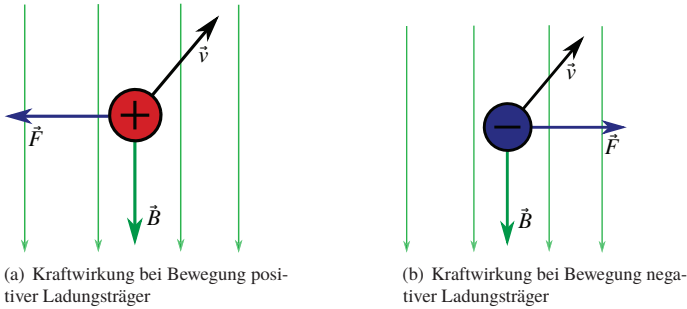 v⃗
+
F⃗
B⃗
(a) Kraftwirkung bei Bewegung posi-
tiver Ladungsträger
v⃗
−
F⃗
B⃗
(b) Kraftwirkung bei Bewegung nega-
tiver Ladungsträger